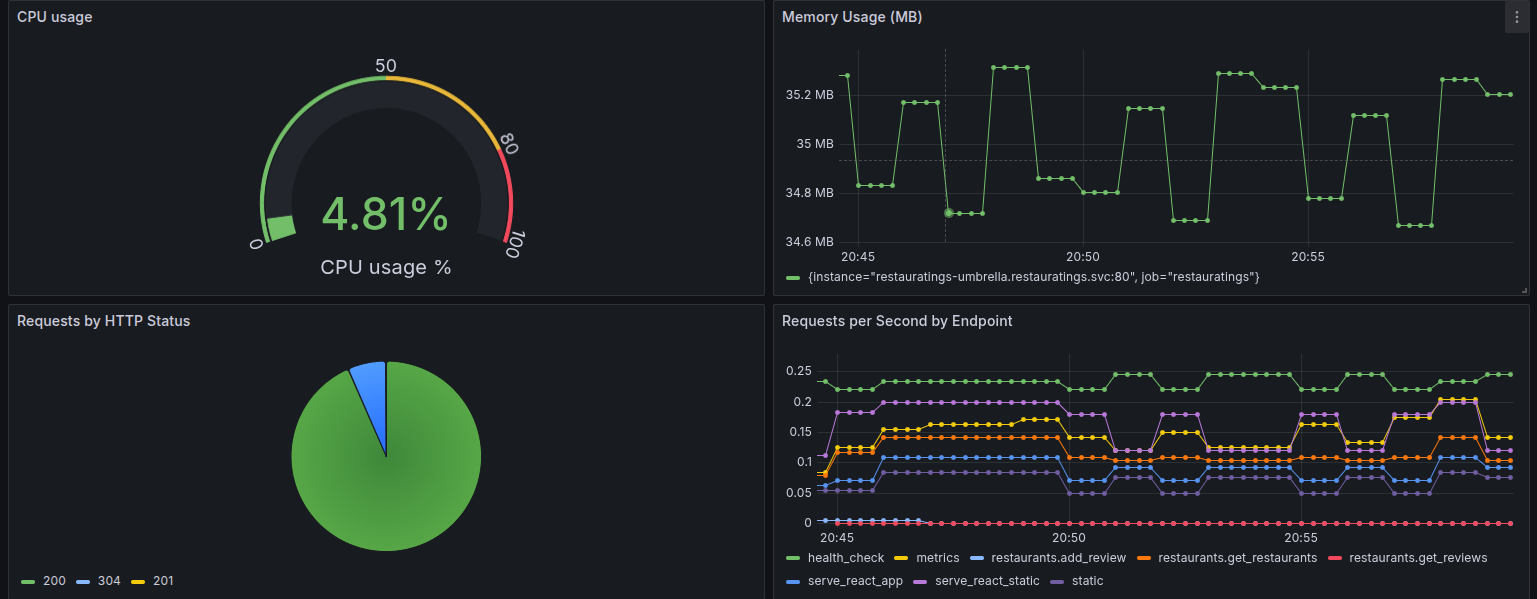 CPU usage
50
80
0
100
4.81%
CPU usage %
Memory Usage (MB)
35.2 MB
35 MB
34.8 MB
34.6 MB
20:45 20:50 20:55
{instance="restauratings-umbrella.restauratings.svc:80", job="restauratings"}
Requests by HTTP Status
200 304 201
Requests per Second by Endpoint
0.25
0.2
0.15
0.1
0.05
0
20:45 20:50 20:55
health_check metrics restaurants.add_review restaurants.get_restaurants restaurants.get_reviews
serve_react_app serve_react_static static